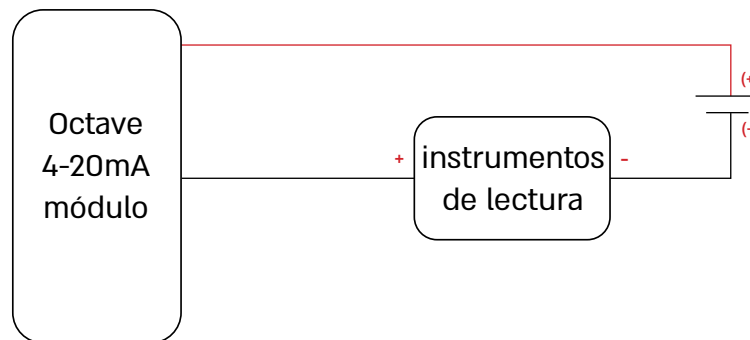 Octave
4-20mA
módulo
+
instrumentos
de lectura
-
(+
(-